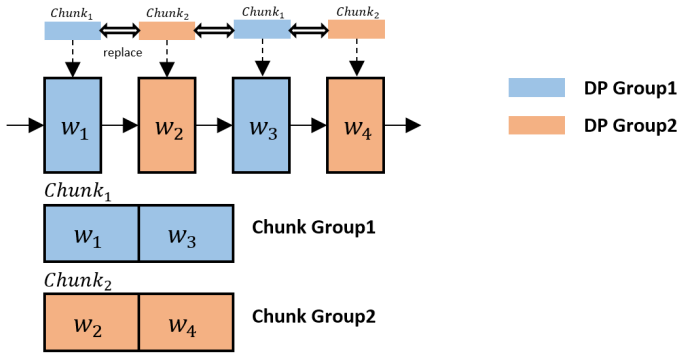 Chunk₁ Chunk₂ Chunk₁ Chunk₂
replace
w₁ w₂ w₃ w₄
DP Group1
DP Group2
Chunk₁
w₁ w₃ Chunk Group1
Chunk₂
w₂ w₄ Chunk Group2